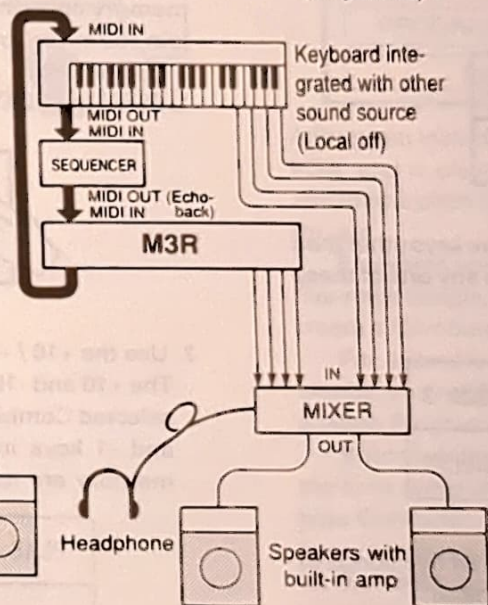 MIDI IN
Keyboard inte-
grated with other
sound source
(Local off)
MIDI OUT
MIDI IN
SEQUENCER
MIDI OUT (Echo-
MIDI IN back)
M3R
IN
MIXER
OUT
Headphone
Speakers with
built-in amp